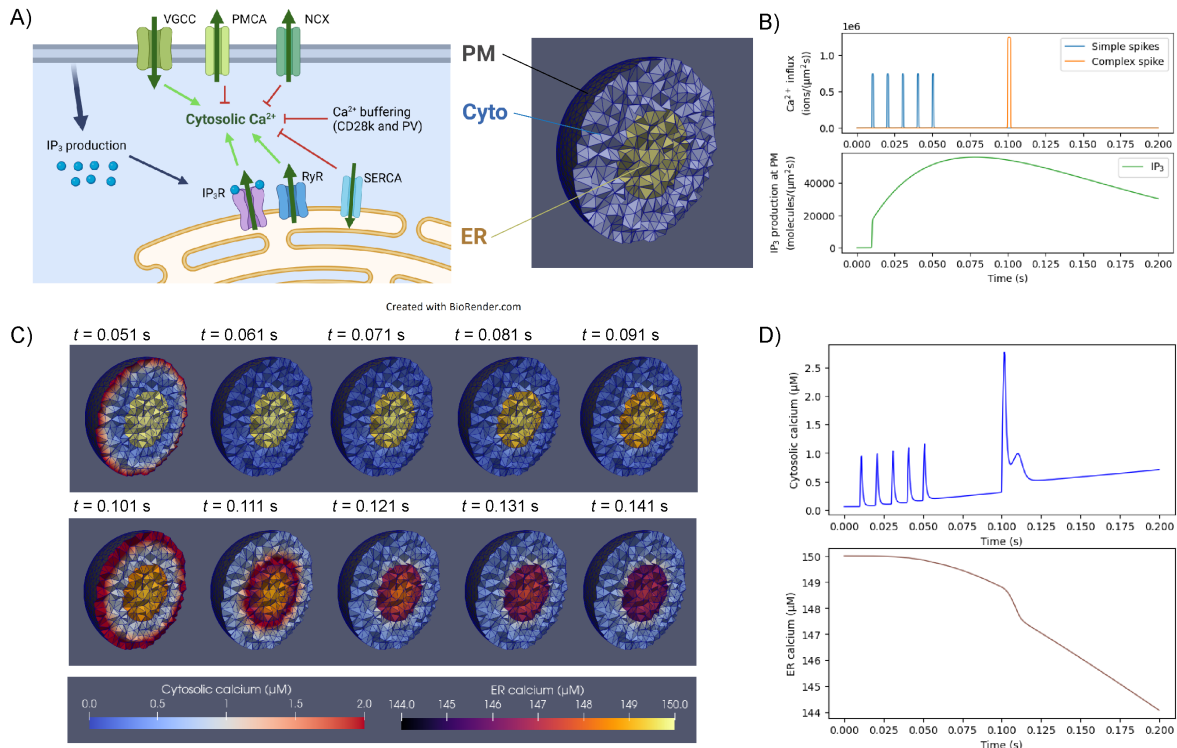 A)
VGCC
PMCA
NCX
Cytosolic Ca²⁺
Ca²⁺ buffering
(CD28k and PV)
IP₃ production
IP₃R
RyR
SERCA
PM
Cyto
ER
Created with BioRender.com
B)
1e6
Ca²⁺ influx
(ions/(μm²s))
1.0
0.5
0.0
Simple spikes
Complex spike
IP₃ production at PM
(molecules/(μm²s))
40000
20000
0
IP₃
0.000 0.025 0.050 0.075 0.100 0.125 0.150 0.175 0.200
Time (s)
C)
t = 0.051 s t = 0.061 s t = 0.071 s t = 0.081 s t = 0.091 s
t = 0.101 s t = 0.111 s t = 0.121 s t = 0.131 s t = 0.141 s
Cytosolic calcium (μM)
0.0 0.5 1 1.5 2.0
ER calcium (μM)
144.0 145 146 147 148 149 150.0
D)
Cytosolic calcium (μM)
2.5
2.0
1.5
1.0
0.5
0.0
0.000 0.025 0.050 0.075 0.100 0.125 0.150 0.175 0.200
Time (s)
ER calcium (μM)
150
149
148
147
146
145
144
0.000 0.025 0.050 0.075 0.100 0.125 0.150 0.175 0.200
Time (s)